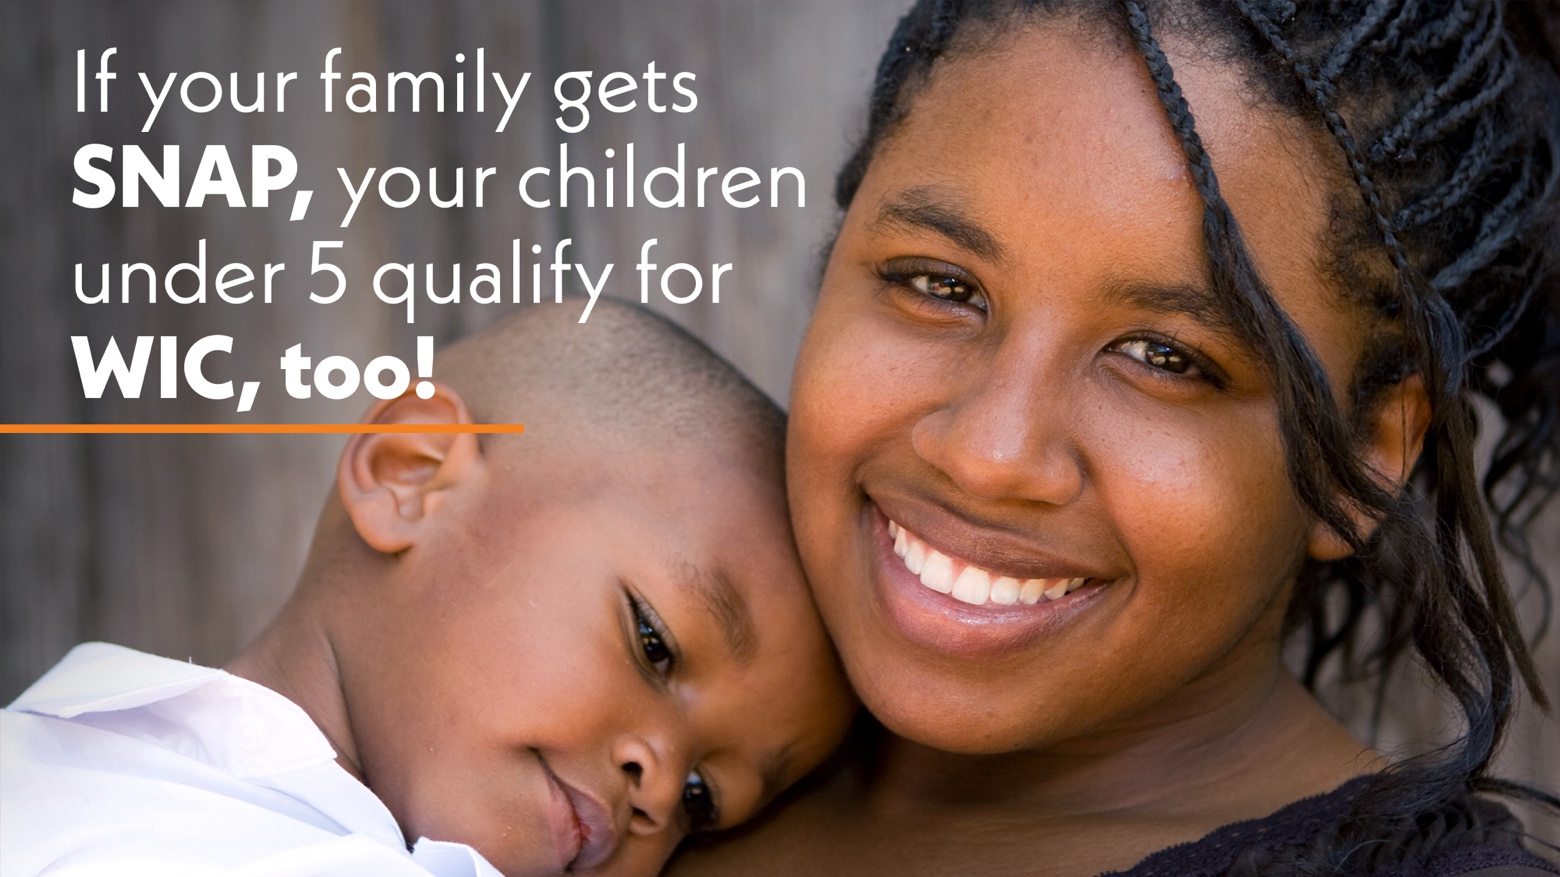 If your family gets
SNAP, your children
under 5 qualify for
WIC, too!